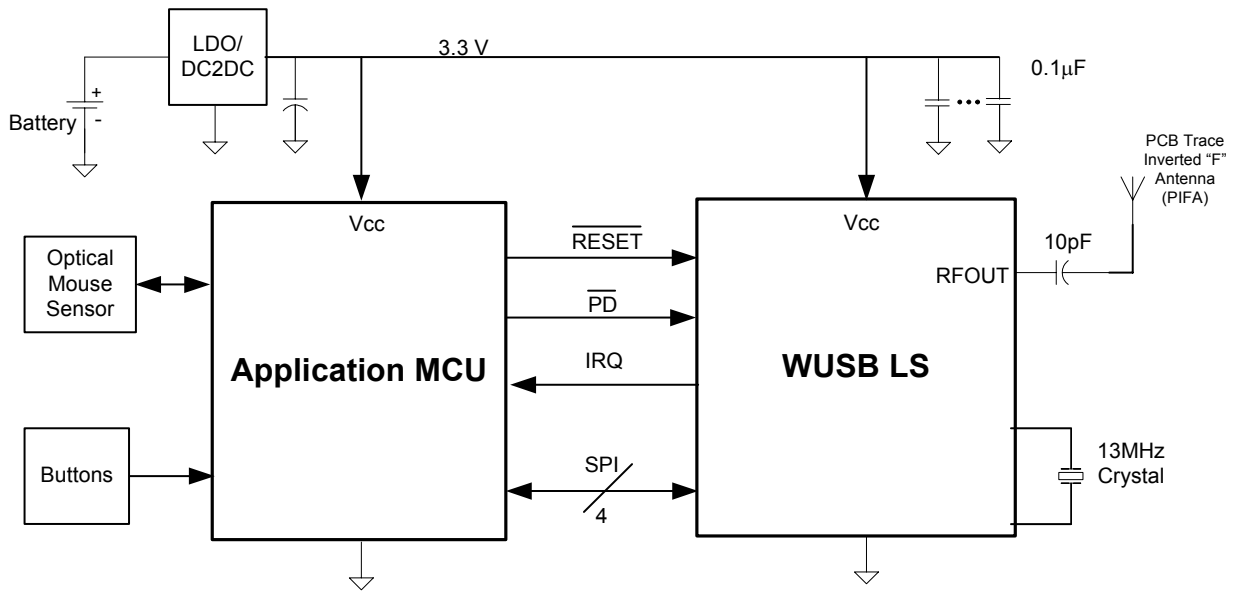 LDO/
DC2DC
3.3 V
0.1μF
+
-
Battery
PCB Trace
Inverted “F”
Antenna
(PIFA)
Vcc
Vcc
RESET
10pF
Optical
Mouse
Sensor
RFOUT
PD
Application MCU
IRQ
WUSB LS
Buttons
SPI
4
13MHz
Crystal